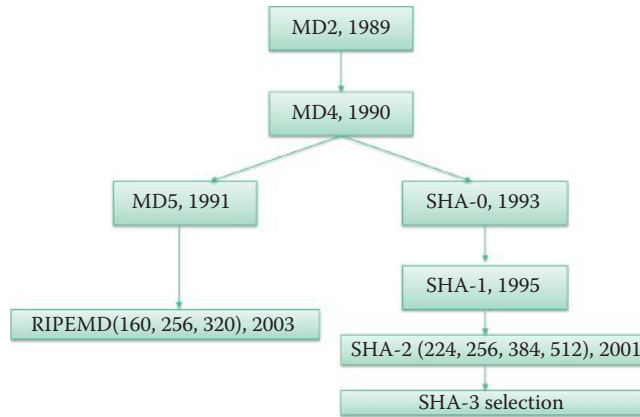 MD2, 1989
MD4, 1990
MD5, 1991
SHA-0, 1993
SHA-1, 1995
RIPEMD(160, 256, 320), 2003
SHA-2 (224, 256, 384, 512), 2001
SHA-3 selection